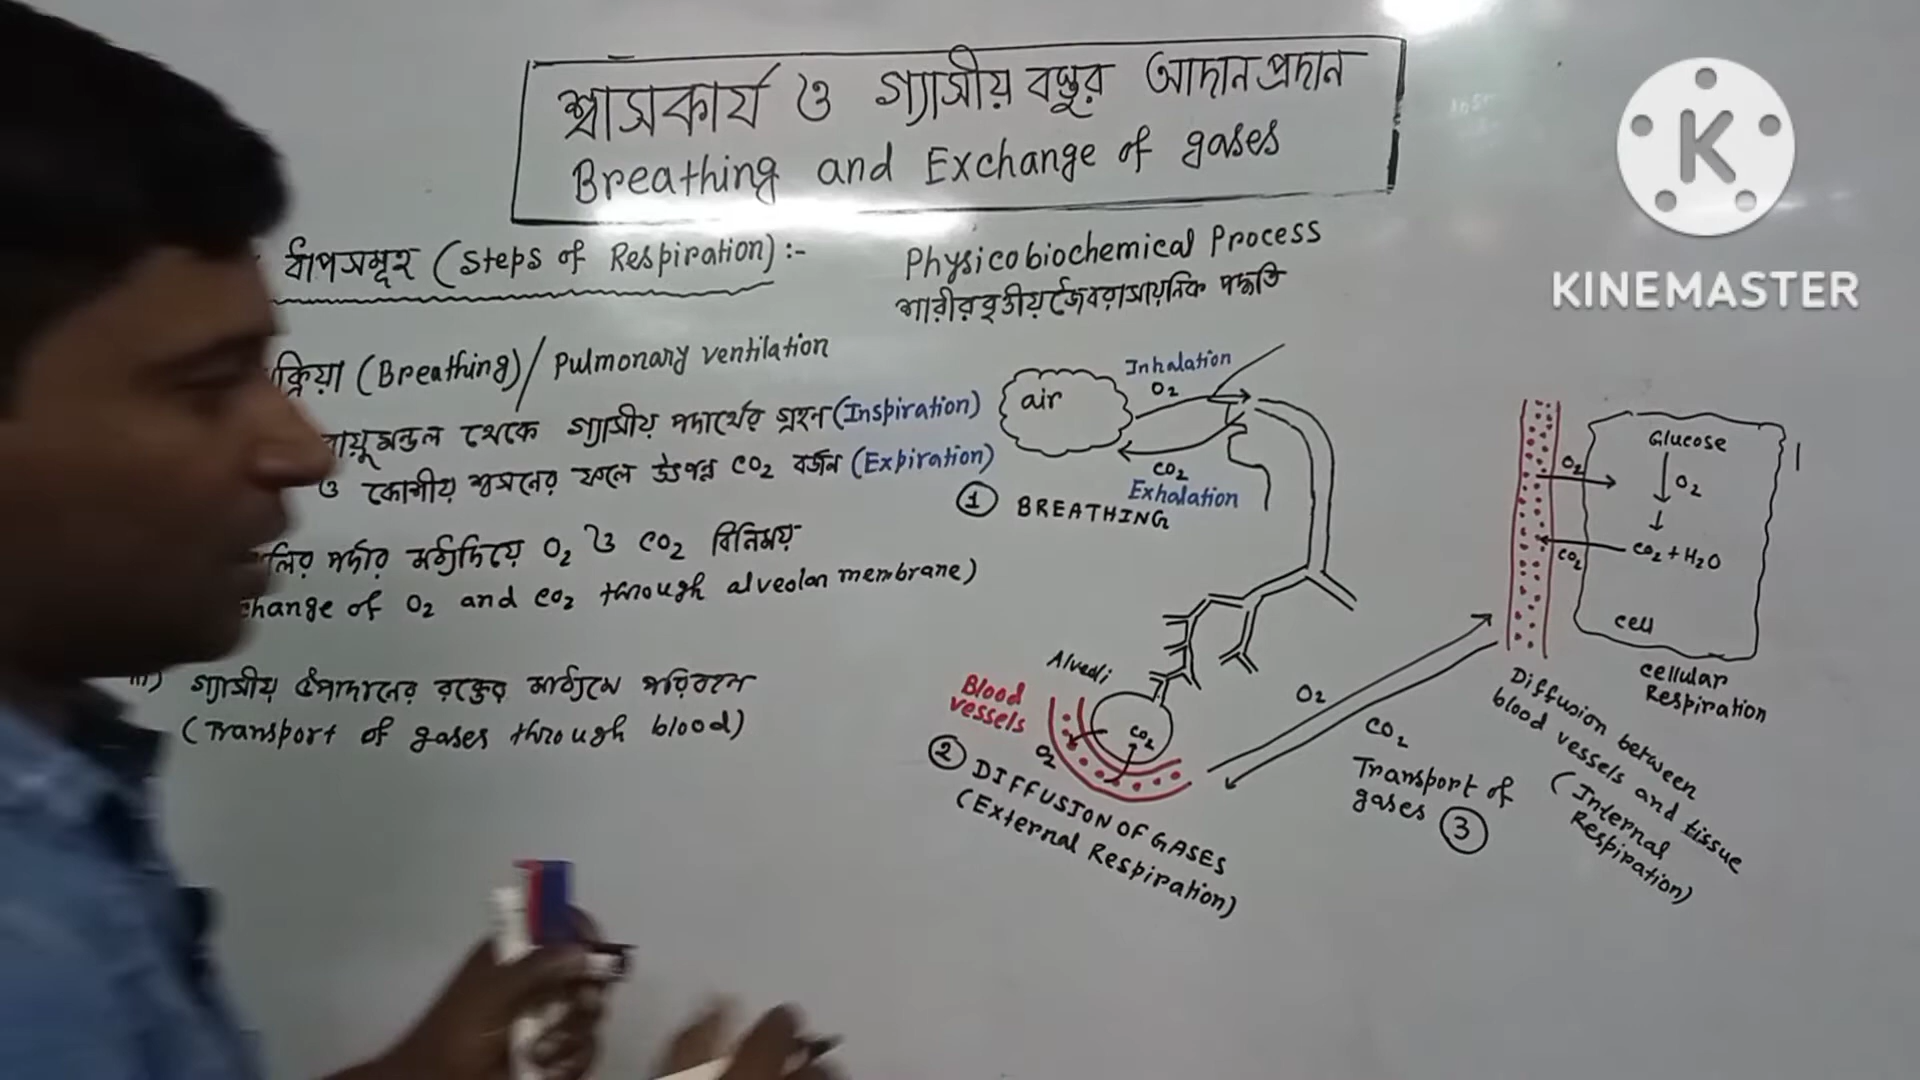 শ্বাসকার্য ও গ্যাসীয় বস্তুর আদান প্রদান
Breathing and Exchange of gases
ধাপসমূহ (Steps of Respiration) :-
Physicobiochemical Process
শারীরবৃত্তীয় জৈবরাসায়নিক পদ্ধতি
(Breathing) / Pulmonary ventilation
থেকে গ্যাসীয় পদার্থের গ্রহন (Inspiration)
ও কোশীয় শ্বসনের ফলে উৎপন্ন CO2 বর্জন (Expiration)
পর্দার মধ্যদিয়ে O2 ও CO2 বিনিময়
change of O2 and CO2 through alveolan membrane)
iii) গ্যাসীয় উপাদানের রক্তের মাধ্যমে পরিবহন
(Transport of gases through blood)
air
Inhalation
O2
CO2
Exhalation
1 BREATHING
Alveoli
Blood
vessels
CO2
O2
2 DIFFUSION OF GASES
(External Respiration)
O2
CO2
Transport of
gases 3
Glucose
O2
O2
CO2 + H2O
CO2
cell
Cellular
Respiration
Diffusion between
blood vessels and tissue
(Internal
Respiration)
K
KINEMASTER